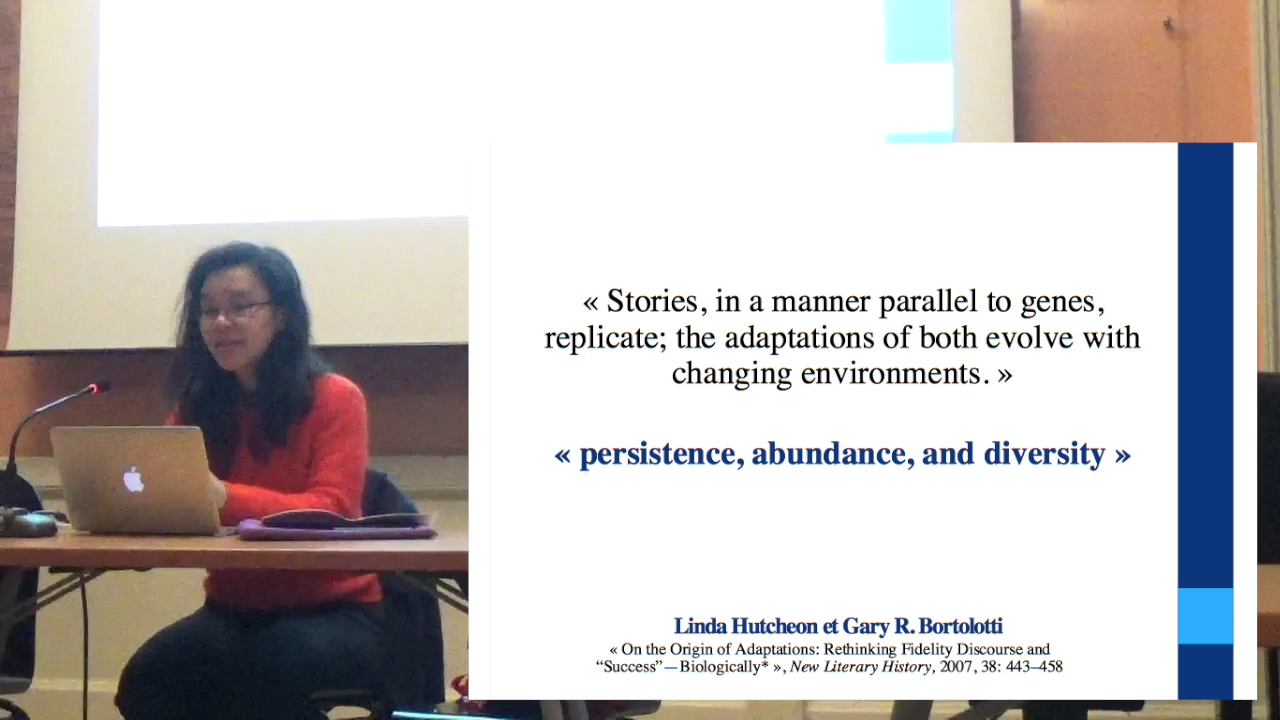 « Stories, in a manner parallel to genes,
replicate; the adaptations of both evolve with
changing environments. »
« persistence, abundance, and diversity »
Linda Hutcheon et Gary R. Bortolotti
« On the Origin of Adaptations: Rethinking Fidelity Discourse and
“Success”—Biologically* », New Literary History, 2007, 38: 443–458